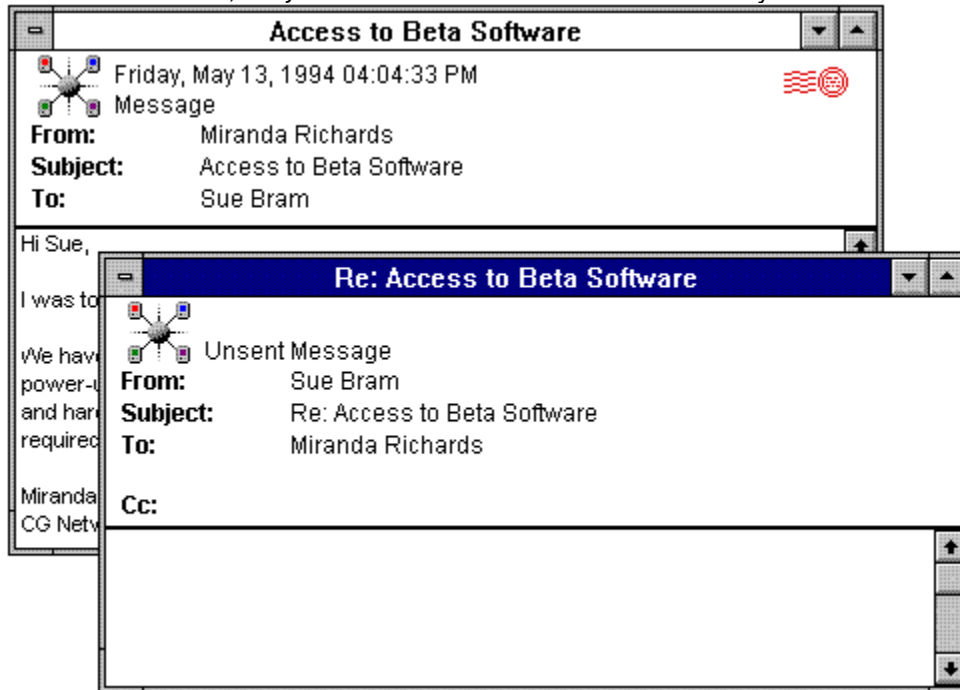 Access to Beta Software
Friday, May 13, 1994 04:04:33 PM
Message
From: Miranda Richards
Subject: Access to Beta Software
To: Sue Bram
Hi Sue,
I was to
We have
power-u
and hard
required
Miranda
CG Netw
Re: Access to Beta Software
Unsent Message
From: Sue Bram
Subject: Re: Access to Beta Software
To: Miranda Richards
Cc: